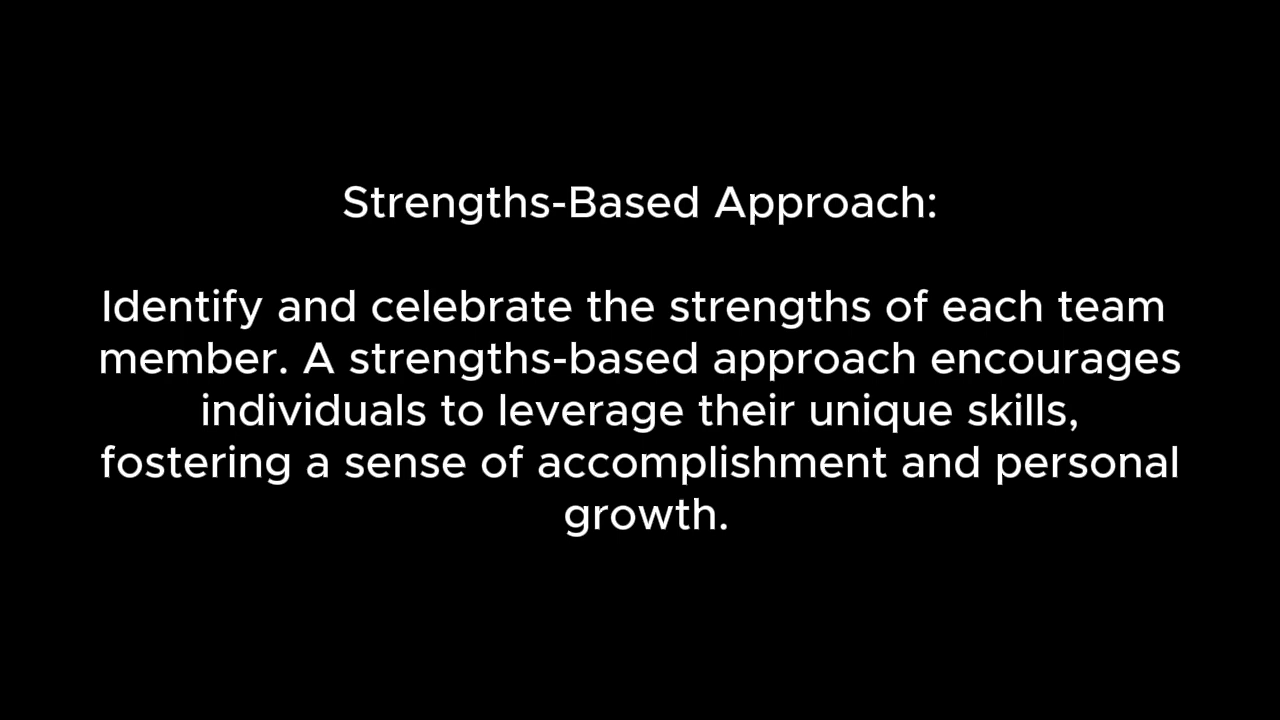 Strengths-Based Approach:
Identify and celebrate the strengths of each team
member. A strengths-based approach encourages
individuals to leverage their unique skills,
fostering a sense of accomplishment and personal
growth.